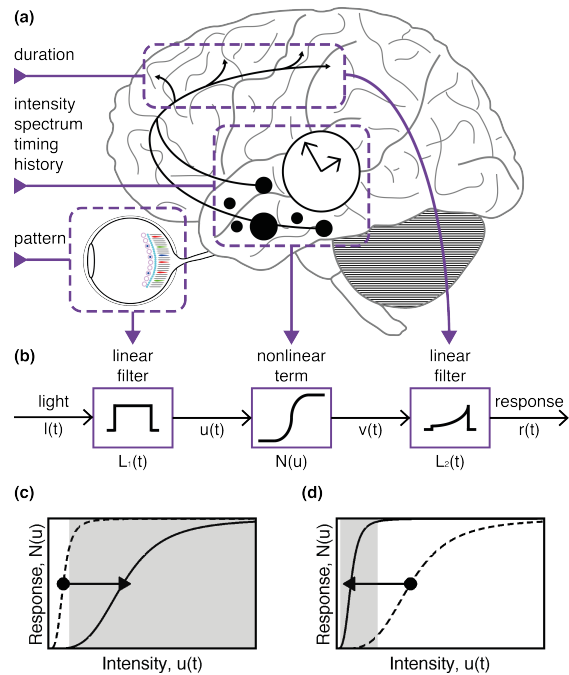 (a)
duration
intensity
spectrum
timing
history
pattern
(b)
linear
filter
nonlinear
term
linear
filter
light
I(t)
u(t)
v(t)
response
r(t)
L₁(t)
N(u)
L₂(t)
(c)
(d)
Response, N(u)
Intensity, u(t)
Response, N(u)
Intensity, u(t)